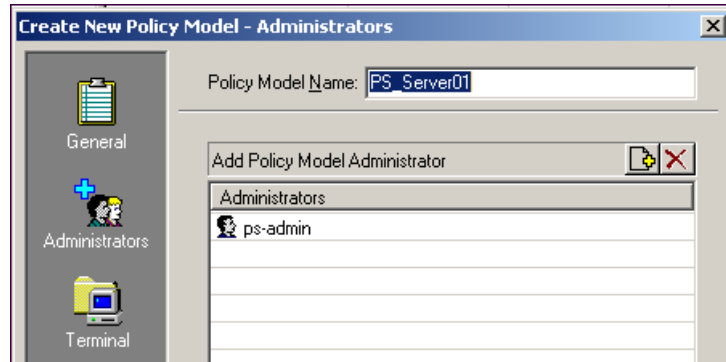 Create New Policy Model - Administrators
Policy Model Name: PS_Server01
General
Add Policy Model Administrator
Administrators
ps-admin
Administrators
Terminal